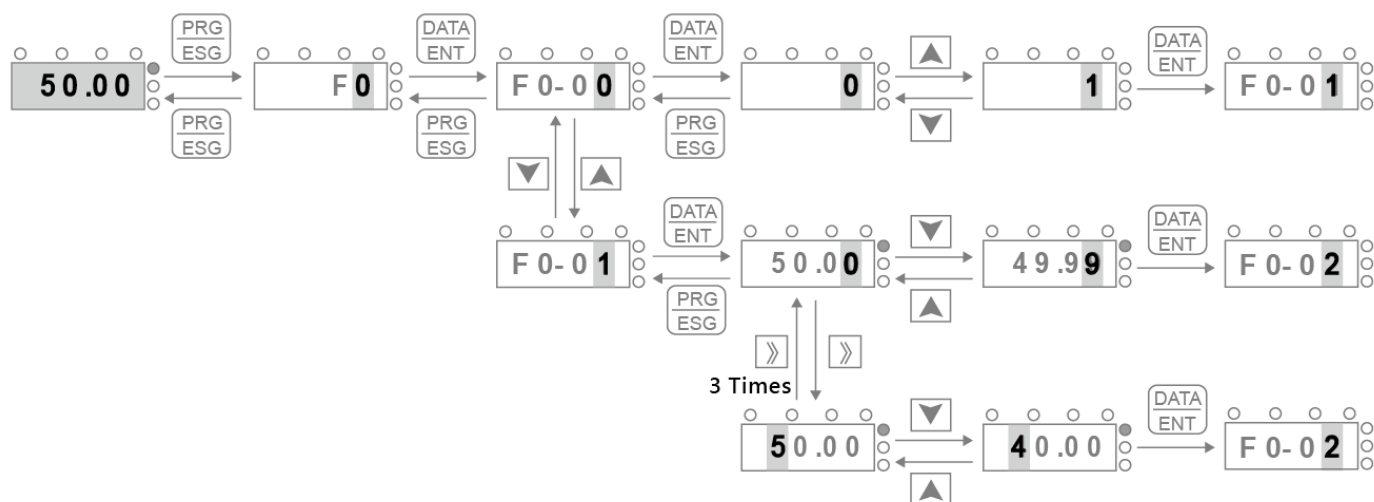 PRG
ESG
DATA
ENT
DATA
ENT
DATA
ENT
50.00
F0
F0-00
0
1
F0-01
PRG
ESG
PRG
ESG
PRG
ESG
DATA
ENT
DATA
ENT
F0-01
50.00
49.99
F0-02
PRG
ESG
3 Times
DATA
ENT
50.00
40.00
F0-02